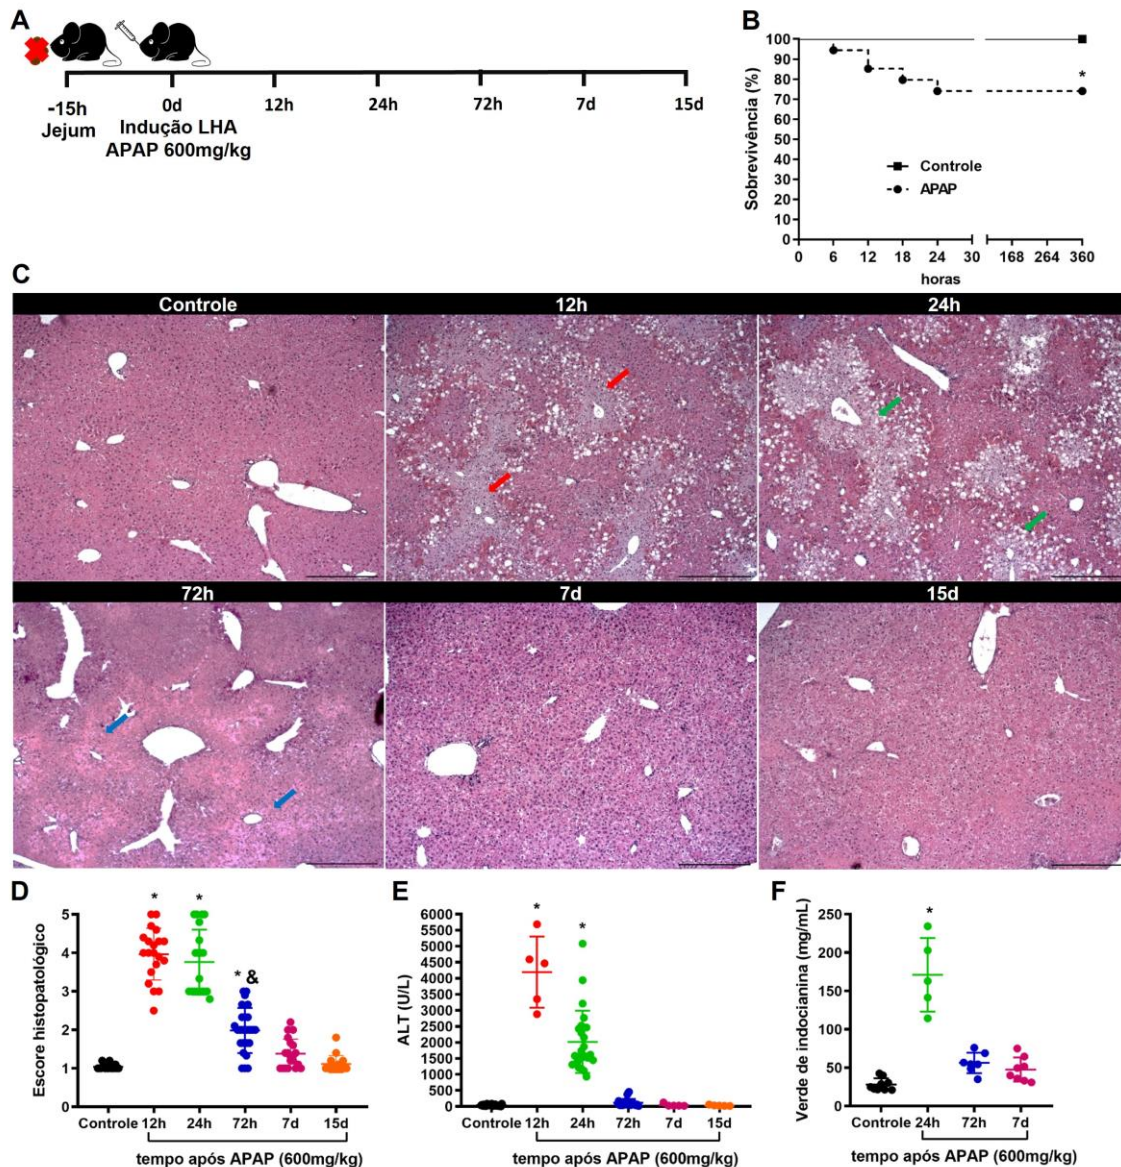 A
-15h
Jejum
0d
Indução LHA
APAP 600mg/kg
12h
24h
72h
7d
15d
B
Sobrevivência (%)
100
90
80
70
60
50
40
30
20
10
0
*
Controle
APAP
0 6 12 18 24 30 168 264 360
horas
C
Controle 12h 24h
72h 7d 15d
D
Escore histopatológico
5
4
3
2
1
0
* * * &
Controle 12h 24h 72h 7d 15d
tempo após APAP (600mg/kg)
E
ALT (U/L)
6000
5500
5000
4500
4000
3500
3000
2500
2000
1500
1000
500
0
* *
Controle 12h 24h 72h 7d 15d
tempo após APAP (600mg/kg)
F
Verde de indocianina (mg/mL)
250
200
150
100
50
0
*
Controle 24h 72h 7d
tempo após APAP (600mg/kg)